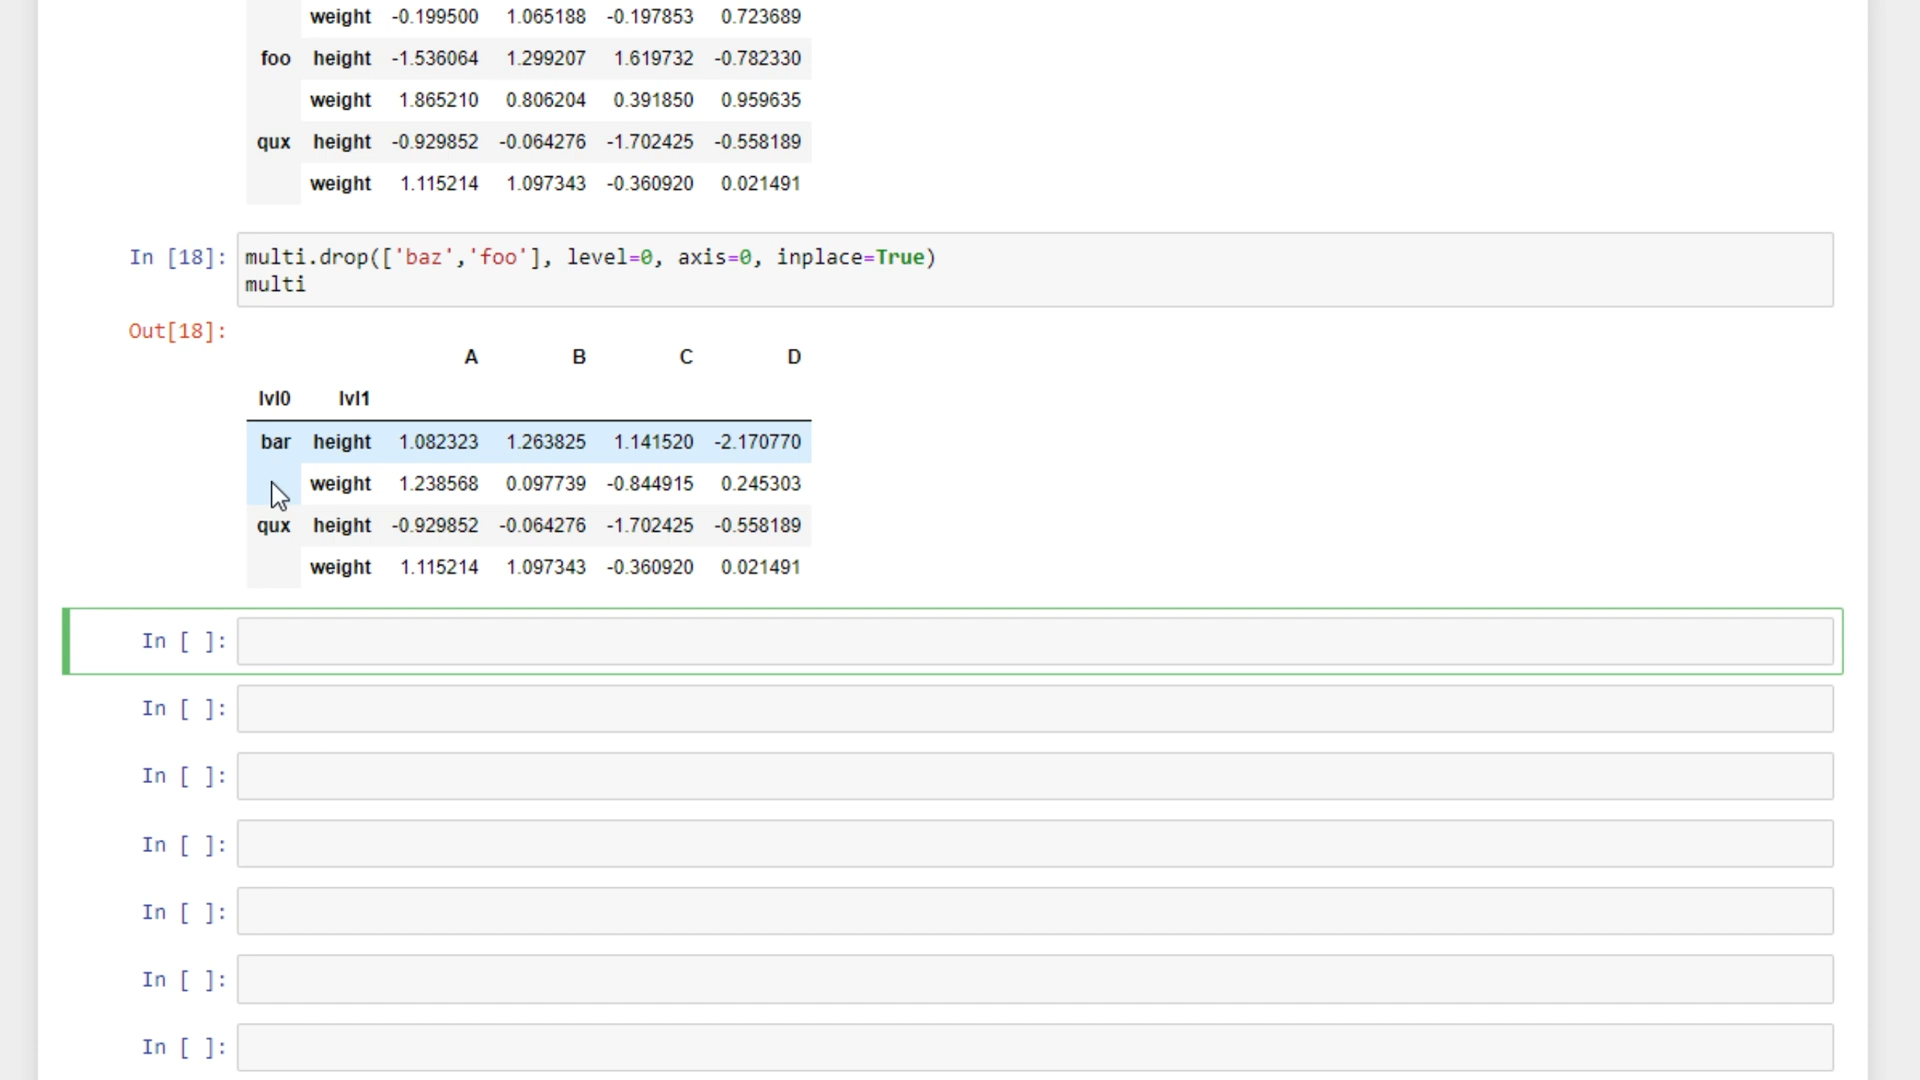 weight -0.199500 1.065188 -0.197853 0.723689
foo height -1.536064 1.299207 1.619732 -0.782330
weight 1.865210 0.806204 0.391850 0.959635
qux height -0.929852 -0.064276 -1.702425 -0.558189
weight 1.115214 1.097343 -0.360920 0.021491
In [18]: multi.drop(['baz','foo'], level=0, axis=0, inplace=True)
multi
Out[18]:
A B C D
lvl0 lvl1
bar height 1.082323 1.263825 1.141520 -2.170770
weight 1.238568 0.097739 -0.844915 0.245303
qux height -0.929852 -0.064276 -1.702425 -0.558189
weight 1.115214 1.097343 -0.360920 0.021491
In [ ]:
In [ ]:
In [ ]:
In [ ]:
In [ ]:
In [ ]:
In [ ]: